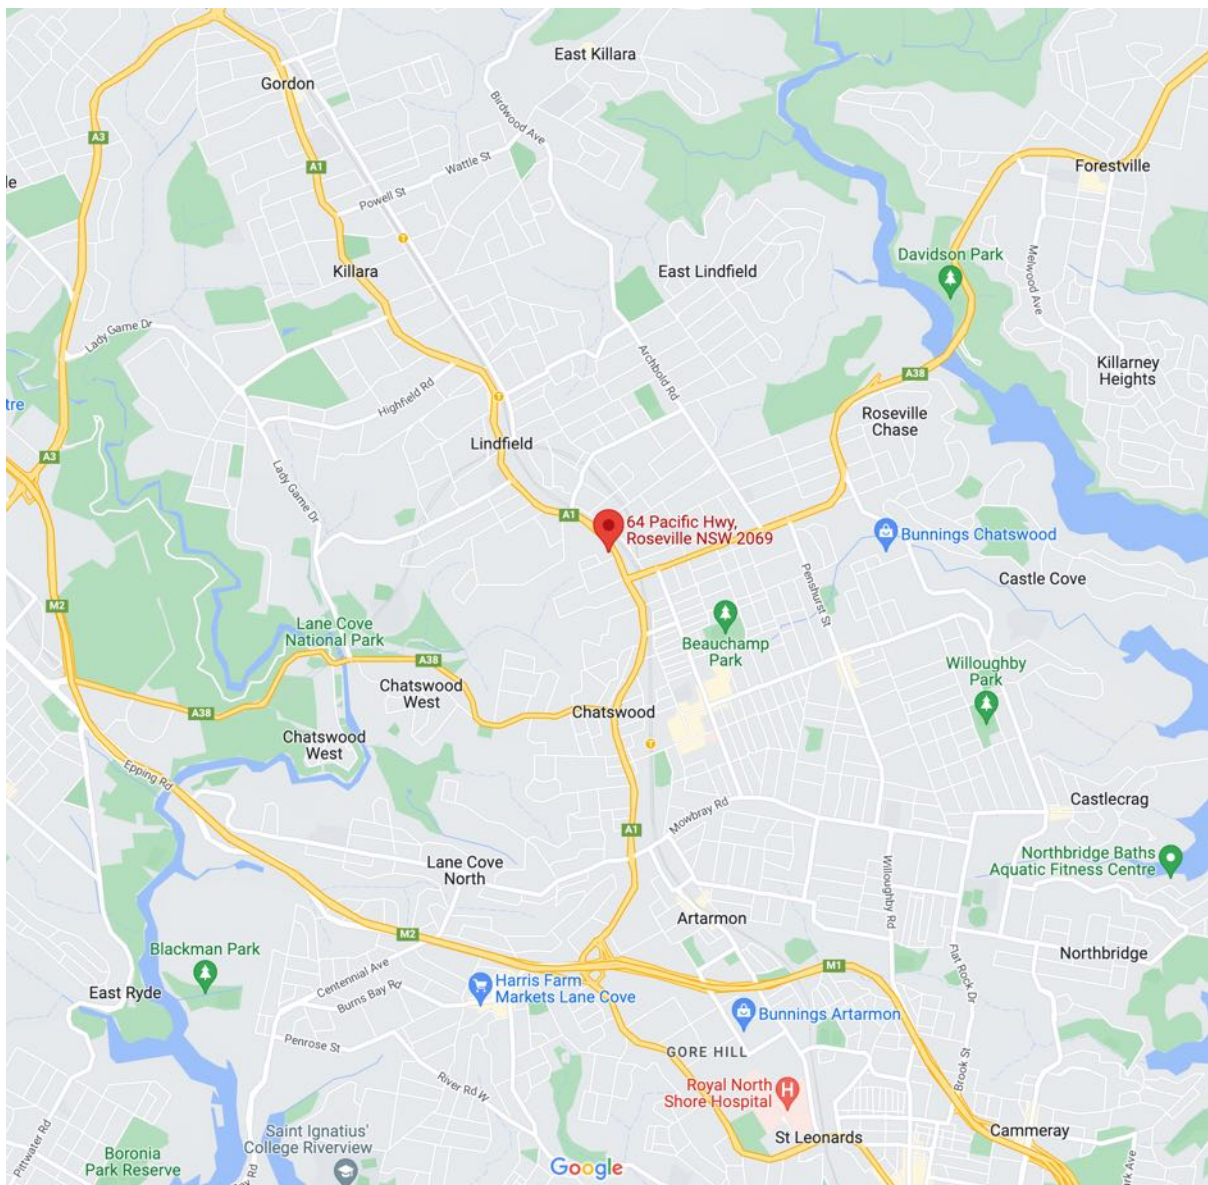 East Killara
Gordon
Birdwood Ave
A3
A1
Wattle St
Forestville
le
Powell St
Davidson Park
Melwood Ave
Killara
East Lindfield
Lady Game Dr
Archbold Rd
Killarney
Heights
A38
Highfield Rd
tre
Roseville
Chase
Lindfield
A3
Lady Game Dr
A1
64 Pacific Hwy,
Roseville NSW 2069
Bunnings Chatswood
Penshurst St
Castle Cove
M2
Lane Cove
National Park
Beauchamp
Park
A38
Willoughby
Park
Chatswood
West
A38
Chatswood
Chatswood
West
Epping Rd
Castlecrag
Mowbray Rd
A1
Lane Cove
North
Northbridge Baths
Aquatic Fitness Centre
Willoughby Rd
Artarmon
M2
Blackman Park
Northbridge
Centennial Ave
M1
Flat Rock Dr
East Ryde
Burns Bay Rd
Harris Farm
Markets Lane Cove
Bunnings Artarmon
Penrose St
GORE HILL
Brook St
River Rd W
Royal North
Shore Hospital
H
Pittwater Rd
Saint Ignatius'
College Riverview
St Leonards
Cammeray
Boronia
Park Reserve
Google
ey Rd
ark Ave